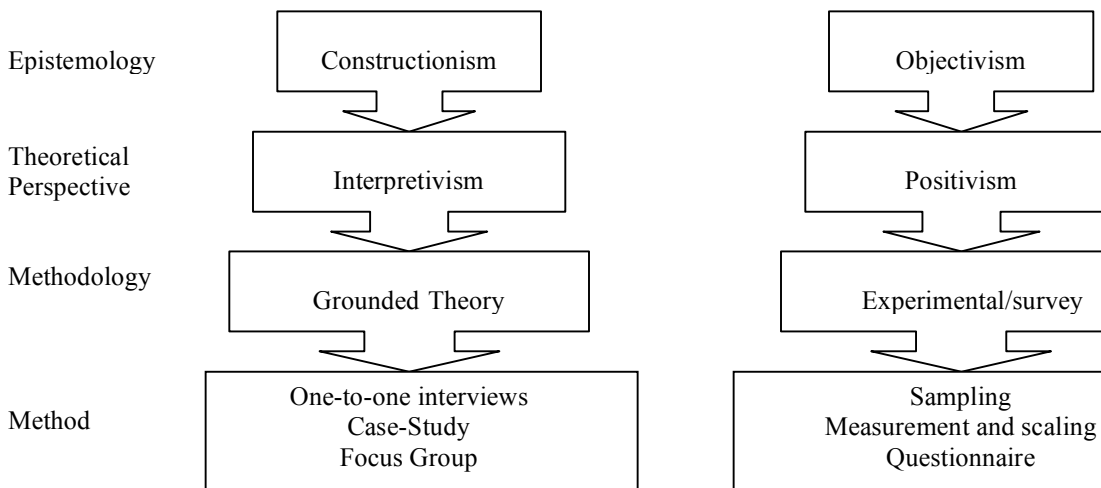 Epistemology
Constructionism
Objectivism
Theoretical
Perspective
Interpretivism
Positivism
Methodology
Grounded Theory
Experimental/survey
Method
One-to-one interviews
Case-Study
Focus Group
Sampling
Measurement and scaling
Questionnaire